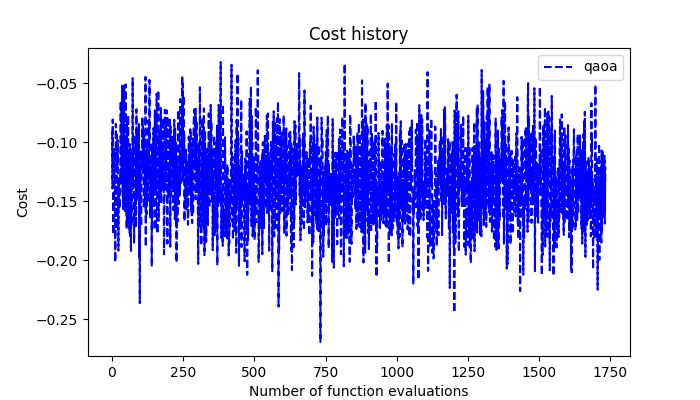 Cost history
qaoa
Cost
−0.05
−0.10
−0.15
−0.20
−0.25
0 250 500 750 1000 1250 1500 1750
Number of function evaluations